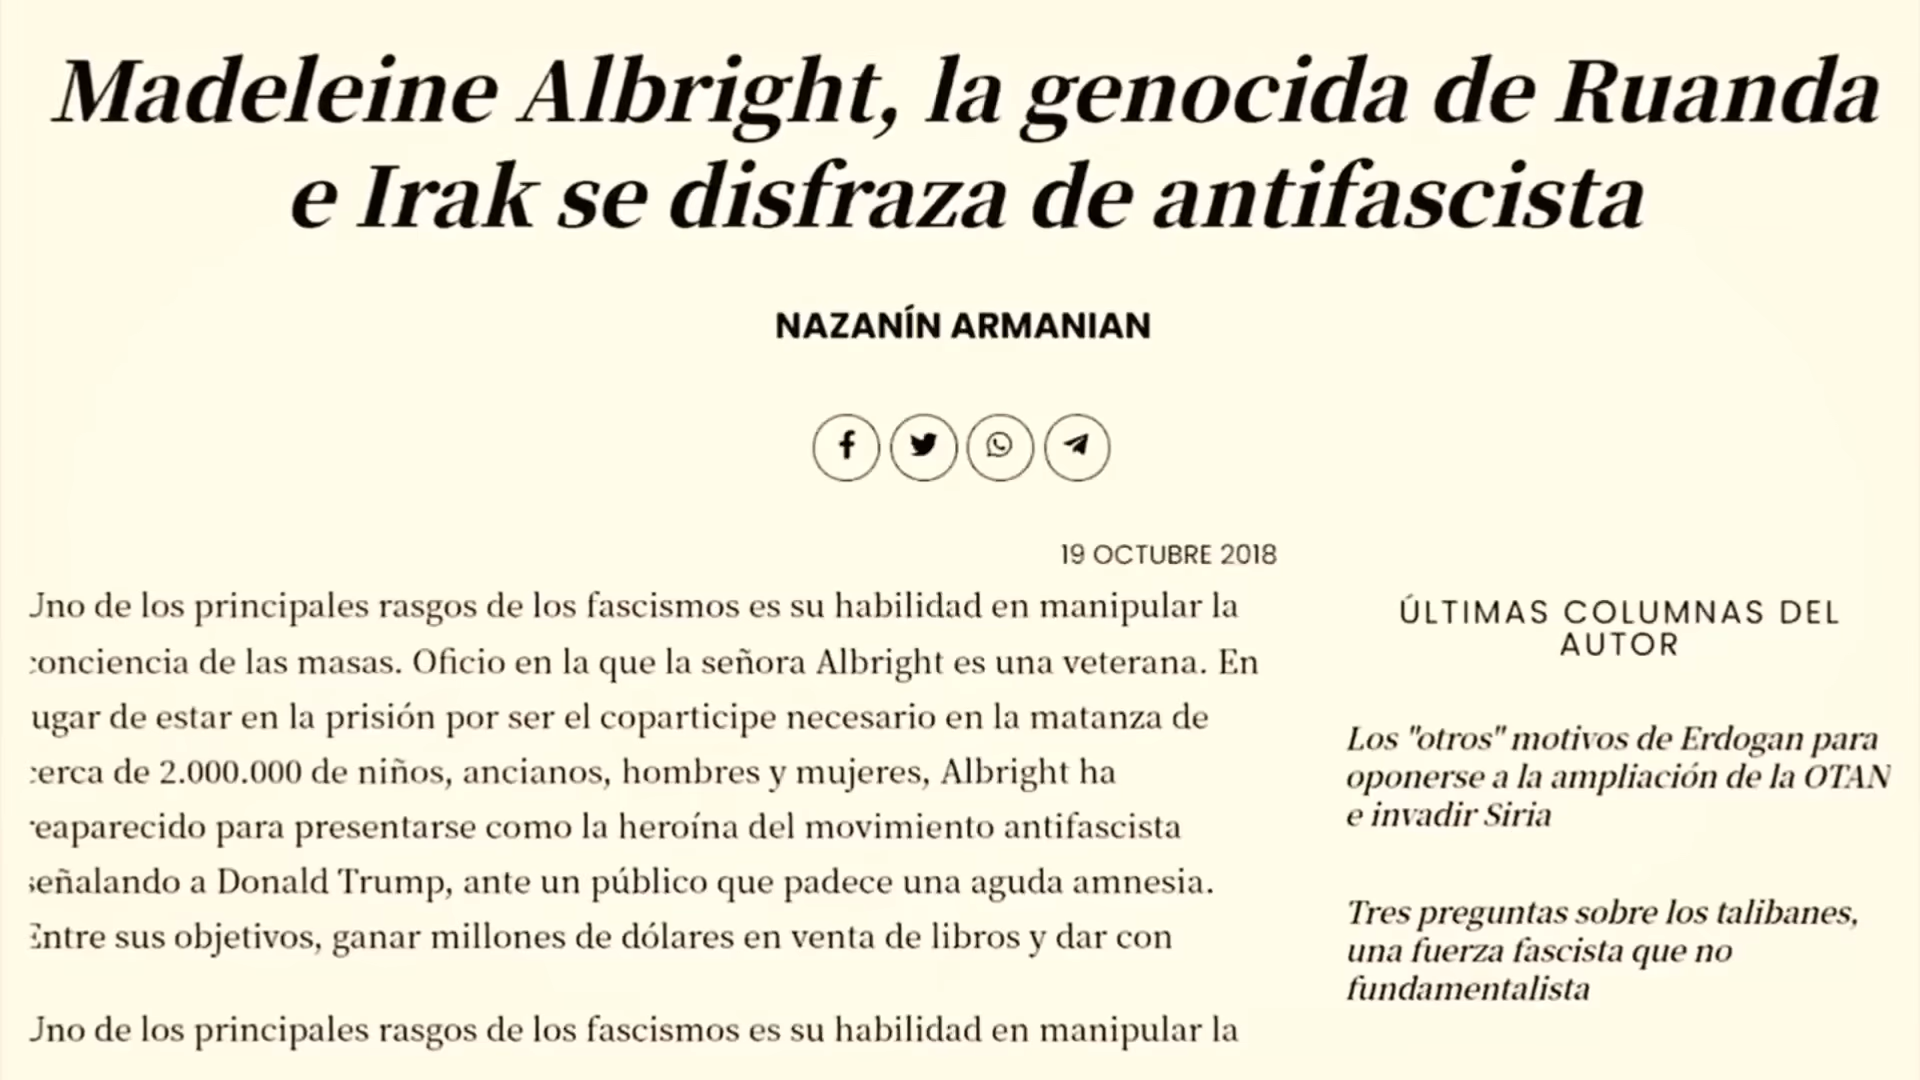 Madeleine Albright, la genocida de Ruanda
e Irak se disfraza de antifascista
NAZANÍN ARMANIAN
19 OCTUBRE 2018
Uno de los principales rasgos de los fascismos es su habilidad en manipular la
conciencia de las masas. Oficio en la que la señora Albright es una veterana. En
ugar de estar en la prisión por ser el coparticipe necesario en la matanza de
cerca de 2.000.000 de niños, ancianos, hombres y mujeres, Albright ha
reaparecido para presentarse como la heroína del movimiento antifascista
señalando a Donald Trump, ante un público que padece una aguda amnesia.
Entre sus objetivos, ganar millones de dólares en venta de libros y dar con
Uno de los principales rasgos de los fascismos es su habilidad en manipular la
ÚLTIMAS COLUMNAS DEL
AUTOR
Los "otros" motivos de Erdogan para
oponerse a la ampliación de la OTAN
e invadir Siria
Tres preguntas sobre los talibanes,
una fuerza fascista que no
fundamentalista